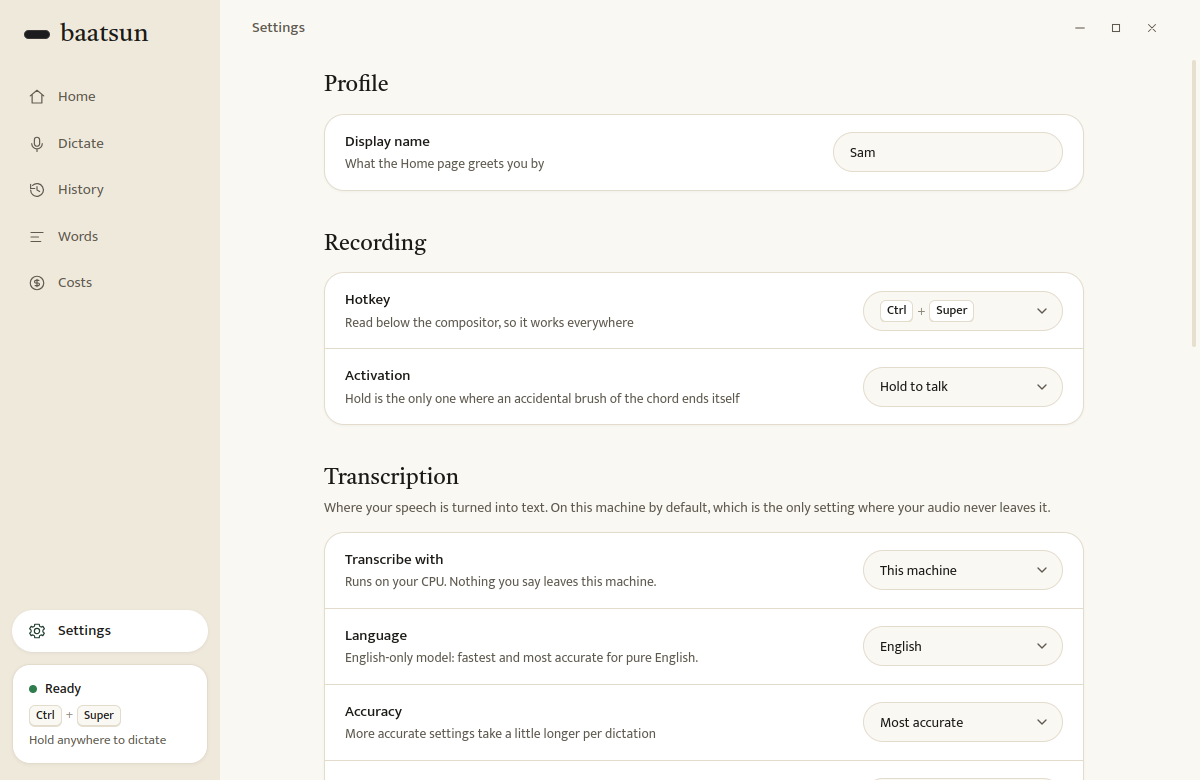 baatsun
Home
Dictate
History
Words
Costs
Settings
Ready
Ctrl + Super
Hold anywhere to dictate
Settings
Profile
Display name
What the Home page greets you by
Sam
Recording
Hotkey
Read below the compositor, so it works everywhere
Ctrl + Super
Activation
Hold is the only one where an accidental brush of the chord ends itself
Hold to talk
Transcription
Where your speech is turned into text. On this machine by default, which is the only setting where your audio never leaves it.
Transcribe with
Runs on your CPU. Nothing you say leaves this machine.
This machine
Language
English-only model: fastest and most accurate for pure English.
English
Accuracy
More accurate settings take a little longer per dictation
Most accurate